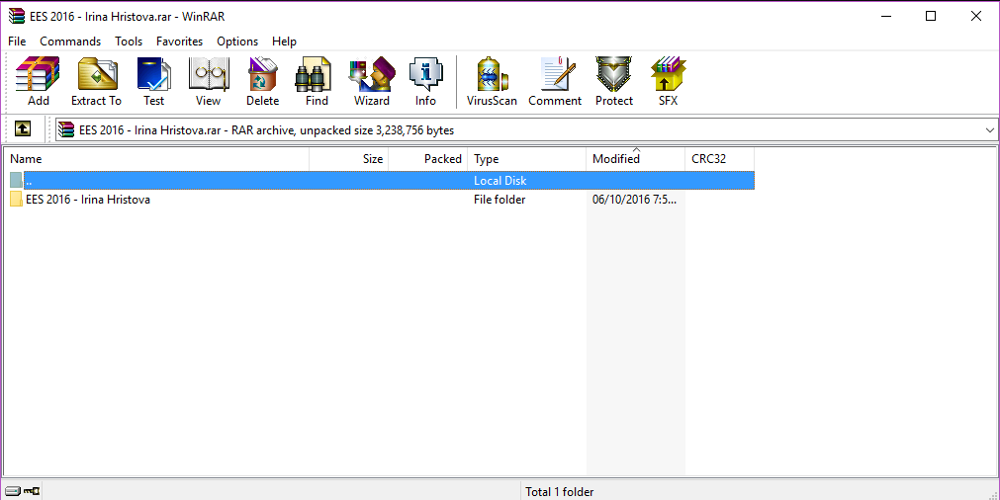 EES 2016 - Irina Hristova.rar - WinRAR
File Commands Tools Favorites Options Help
Add Extract To Test View Delete Find Wizard Info VirusScan Comment Protect SFX
EES 2016 - Irina Hristova.rar - RAR archive, unpacked size 3,238,756 bytes
Name Size Packed Type Modified CRC32
.. Local Disk
EES 2016 - Irina Hristova File folder 06/10/2016 7:5...
Total 1 folder